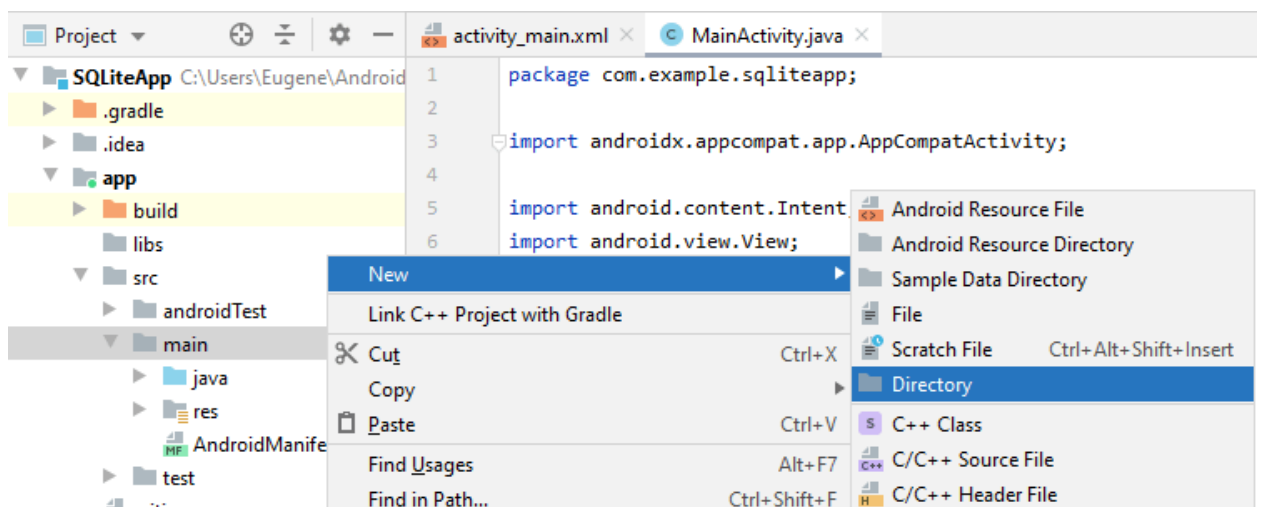 Project
activity_main.xml
MainActivity.java
SQLiteApp C:\Users\Eugene\Android
.gradle
.idea
app
build
libs
src
androidTest
main
java
res
MF AndroidManife
test
1 package com.example.sqliteapp;
2
3 import androidx.appcompat.app.AppCompatActivity;
4
5 import android.content.Intent
6 import android.view.View;
New
Link C++ Project with Gradle
Cut Ctrl+X
Copy
Paste Ctrl+V
Find Usages Alt+F7
Find in Path... Ctrl+Shift+F
Android Resource File
Android Resource Directory
Sample Data Directory
File
Scratch File Ctrl+Alt+Shift+Insert
Directory
S C++ Class
C++ C/C++ Source File
H C/C++ Header File